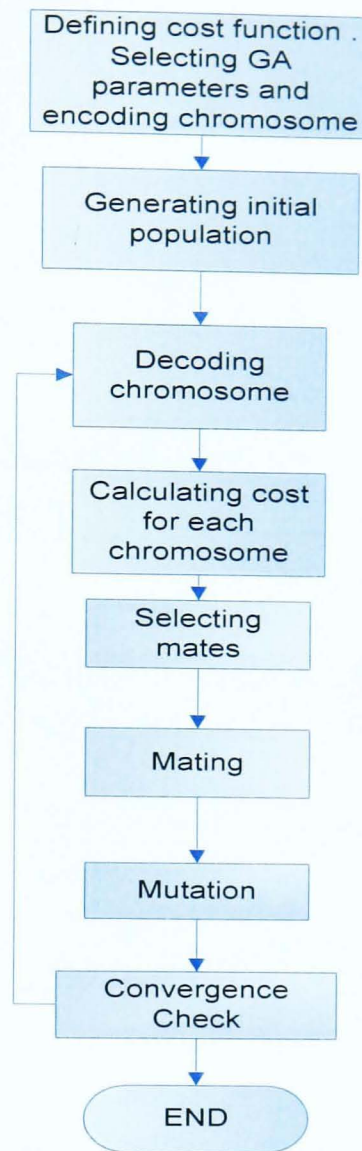 Defining cost function .
Selecting GA
parameters and
encoding chromosome
Generating initial
population
Decoding
chromosome
Calculating cost
for each
chromosome
Selecting
mates
Mating
Mutation
Convergence
Check
END